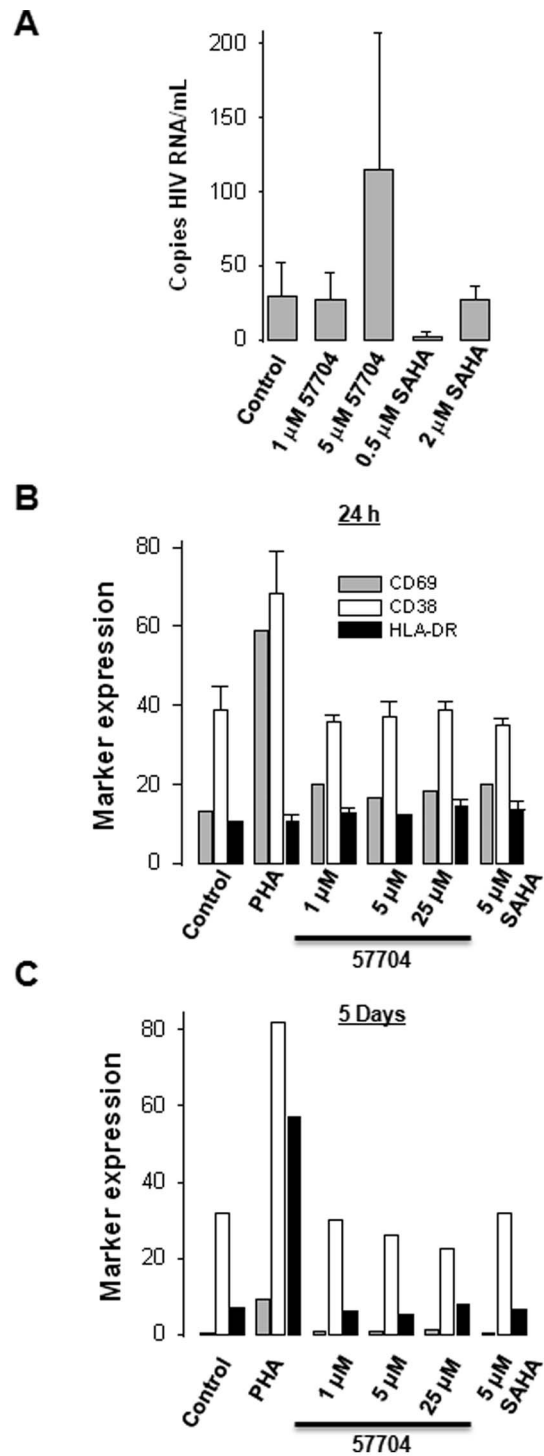 A
Copies HIV RNA/mL
200
150
100
50
0
Control
1 µM 57704
5 µM 57704
0.5 µM SAHA
2 µM SAHA
B
24 h
Marker expression
80
60
40
20
0
CD69
CD38
HLA-DR
Control
PHA
1 µM
5 µM
25 µM
5 µM
SAHA
57704
C
5 Days
Marker expression
80
60
40
20
0
Control
PHA
1 µM
5 µM
25 µM
5 µM
SAHA
57704